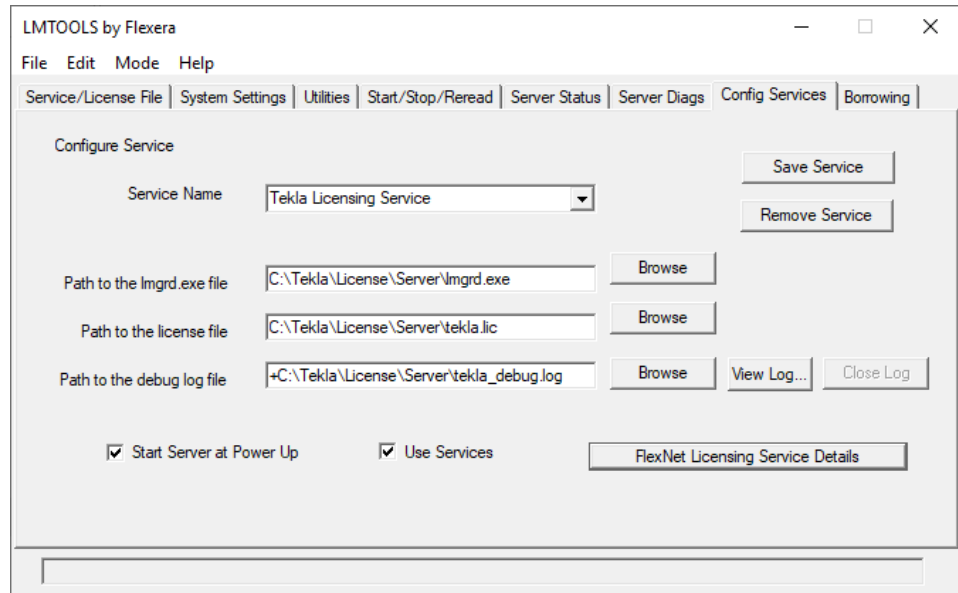 LMTOOLS by Flexera
File Edit Mode Help
Service/License File System Settings Utilities Start/Stop/Reread Server Status Server Diags Config Services Borrowing
Configure Service
Save Service
Service Name Tekla Licensing Service
Remove Service
Path to the lmgrd.exe file C:\Tekla\License\Server\lmgrd.exe Browse
Path to the license file C:\Tekla\License\Server\tekla.lic Browse
Path to the debug log file +C:\Tekla\License\Server\tekla_debug.log Browse View Log... Close Log
Start Server at Power Up Use Services FlexNet Licensing Service Details